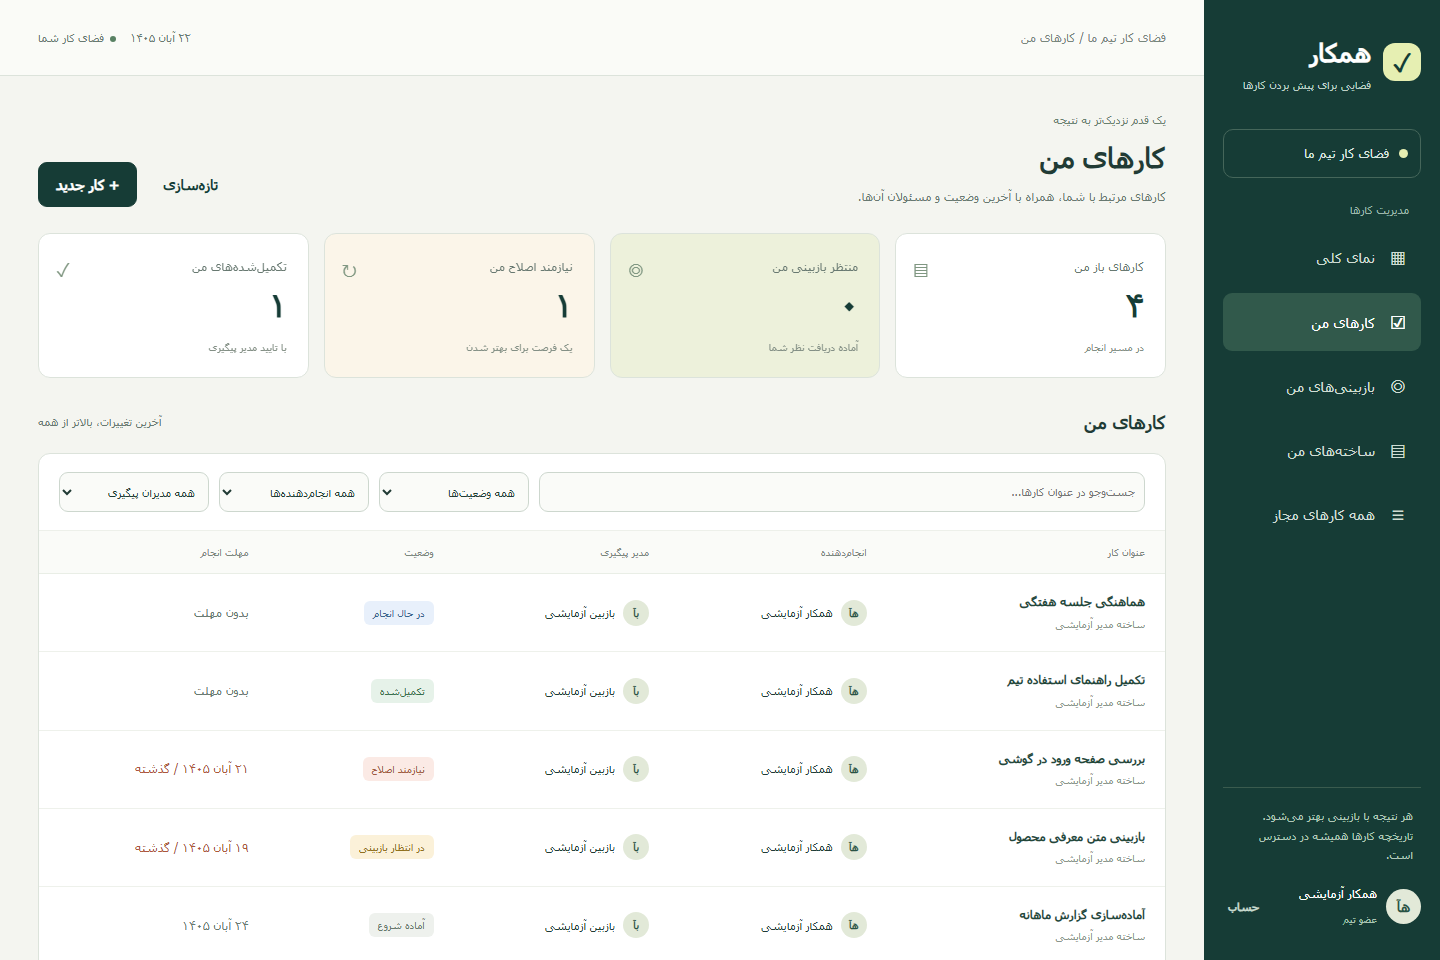 همکار
فضایی برای پیش بردن کارها
فضای کار تیم ما
مدیریت کارها
نمای کلی
کارهای من
بازبینی‌های من
ساخته‌های من
همه کارهای مجاز
هر نتیجه با بازبینی بهتر می‌شود.
تاریخچه کارها همیشه در دسترس
است.
هآ همکار آزمایشی
عضو تیم
حساب
فضای کار تیم ما / کارهای من
۲۲ آبان ۱۴۰۵ ● فضای کار شما
یک قدم نزدیک‌تر به نتیجه
کارهای من
کارهای مرتبط با شما، همراه با آخرین وضعیت و مسئولان آن‌ها.
تازه‌سازی
+ کار جدید
کارهای باز من
۴
در مسیر انجام
منتظر بازبینی من
۰
آماده دریافت نظر شما
نیازمند اصلاح من
۱
یک فرصت برای بهتر شدن
تکمیل‌شده‌های من
۱
با تایید مدیر پیگیری
کارهای من
آخرین تغییرات، بالاتر از همه
جست‌وجو در عنوان کارها...
همه وضعیت‌ها
همه انجام‌دهنده‌ها
همه مدیران پیگیری
عنوان کار انجام‌دهنده مدیر پیگیری وضعیت مهلت انجام
هماهنگی جلسه هفتگی
ساخته مدیر آزمایشی
هآ همکار آزمایشی بآ بازبین آزمایشی در حال انجام بدون مهلت
تکمیل راهنمای استفاده تیم
ساخته مدیر آزمایشی
هآ همکار آزمایشی بآ بازبین آزمایشی تکمیل‌شده بدون مهلت
بررسی صفحه ورود در گوشی
ساخته مدیر آزمایشی
هآ همکار آزمایشی بآ بازبین آزمایشی نیازمند اصلاح ۲۱ آبان ۱۴۰۵ / گذشته
بازبینی متن معرفی محصول
ساخته مدیر آزمایشی
هآ همکار آزمایشی بآ بازبین آزمایشی در انتظار بازبینی ۱۹ آبان ۱۴۰۵ / گذشته
آماده‌سازی گزارش ماهانه
ساخته مدیر آزمایشی
هآ همکار آزمایشی بآ بازبین آزمایشی آماده شروع ۲۴ آبان ۱۴۰۵